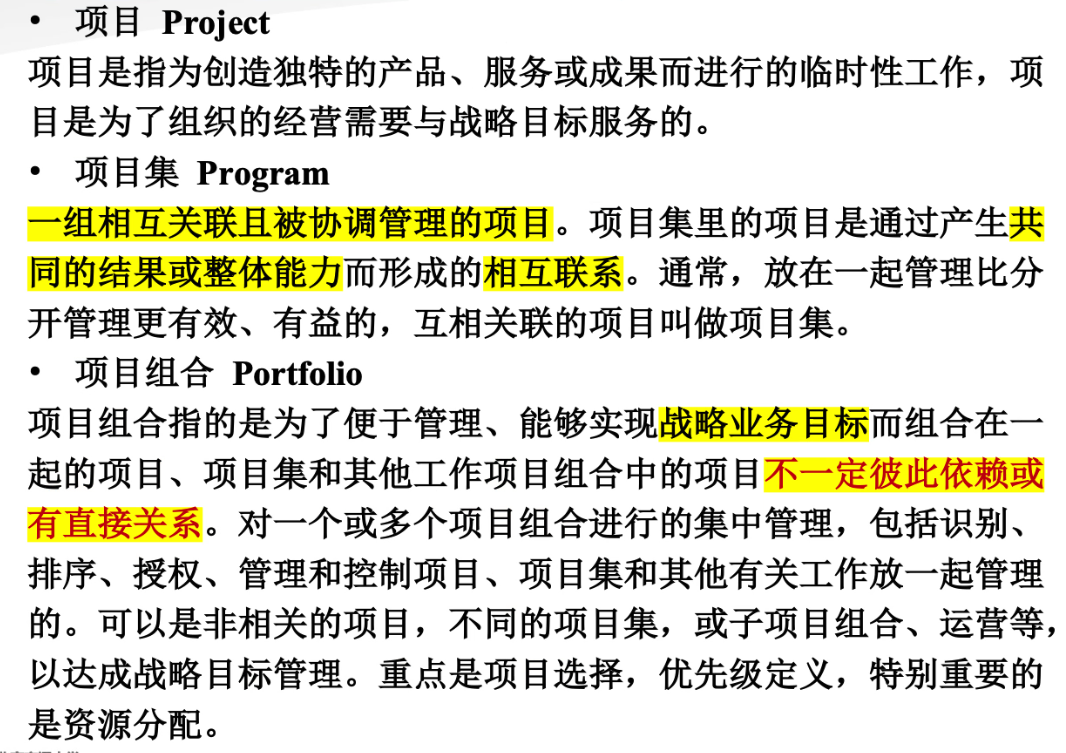 • 项目 Project
项目是指为创造独特的产品、服务或成果而进行的临时性工作，项
目是为了组织的经营需要与战略目标服务的。
• 项目集 Program
一组相互关联且被协调管理的项目。项目集里的项目是通过产生共
同的结果或整体能力而形成的相互联系。通常，放在一起管理比分
开管理更有效、有益的，互相关联的项目叫做项目集。
• 项目组合 Portfolio
项目组合指的是为了便于管理、能够实现战略业务目标而组合在一
起的项目、项目集和其他工作项目组合中的项目不一定彼此依赖或
有直接关系。对一个或多个项目组合进行的集中管理，包括识别、
排序、授权、管理和控制项目、项目集和其他有关工作放一起管理
的。可以是非相关的项目，不同的项目集，或子项目组合、运营等，
以达成战略目标管理。重点是项目选择，优先级定义，特别重要的
是资源分配。